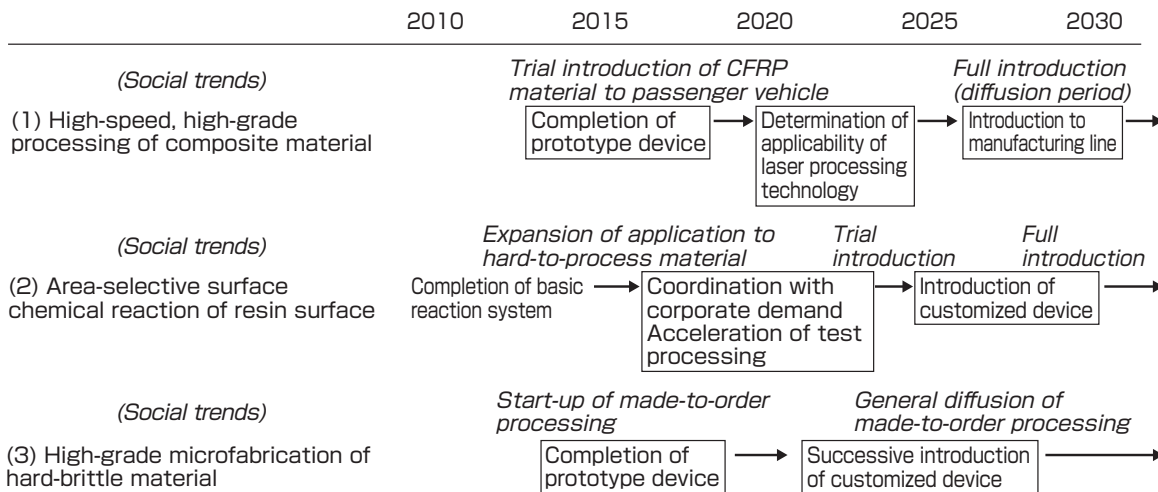 2010 2015 2020 2025 2030
(Social trends)
Trial introduction of CFRP
material to passenger vehicle
Full introduction
(diffusion period)
(1) High-speed, high-grade
processing of composite material
Completion of
prototype device
Determination of
applicability of
laser processing
technology
Introduction to
manufacturing line
(Social trends)
Expansion of application to
hard-to-process material
Trial
introduction
Full
introduction
(2) Area-selective surface
chemical reaction of resin surface
Completion of basic
reaction system
Coordination with
corporate demand
Acceleration of test
processing
Introduction of
customized device
(Social trends)
Start-up of made-to-order
processing
General diffusion of
made-to-order processing
(3) High-grade microfabrication of
hard-brittle material
Completion of
prototype device
Successive introduction
of customized device